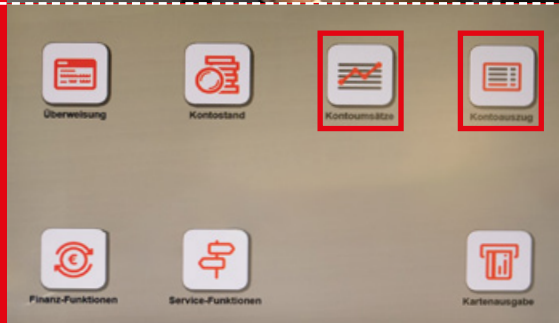 Überweisung
Kontostand
Kontoumsätze
Kontoauszug
€
Finanz-Funktionen
Service-Funktionen
Kartenausgabe